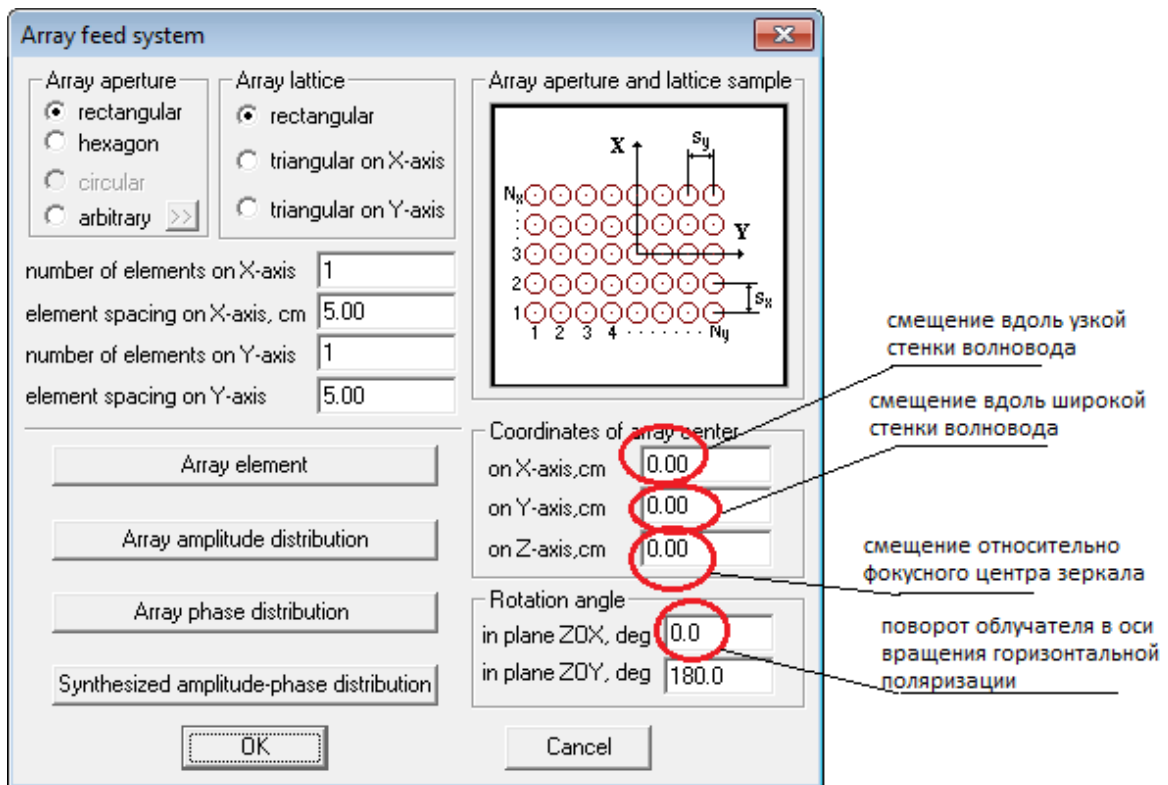 Array feed system
Array aperture
rectangular
hexagon
circular
arbitrary >>
Array lattice
rectangular
triangular on X-axis
triangular on Y-axis
Array aperture and lattice sample
X
Sy
Nx
Y
3
2
Sx
1
1 2 3 4 · · · · · · · Ny
number of elements on X-axis 1
element spacing on X-axis, cm 5.00
number of elements on Y-axis 1
element spacing on Y-axis 5.00
Array element
Array amplitude distribution
Array phase distribution
Synthesized amplitude-phase distribution
Coordinates of array center
on X-axis,cm 0.00
on Y-axis,cm 0.00
on Z-axis,cm 0.00
Rotation angle
in plane ZOX, deg 0.0
in plane ZOY, deg 180.0
OK
Cancel
смещение вдоль узкой
стенки волновода
смещение вдоль широкой
стенки волновода
смещение относительно
фокусного центра зеркала
поворот облучателя в оси
вращения горизонтальной
поляризации